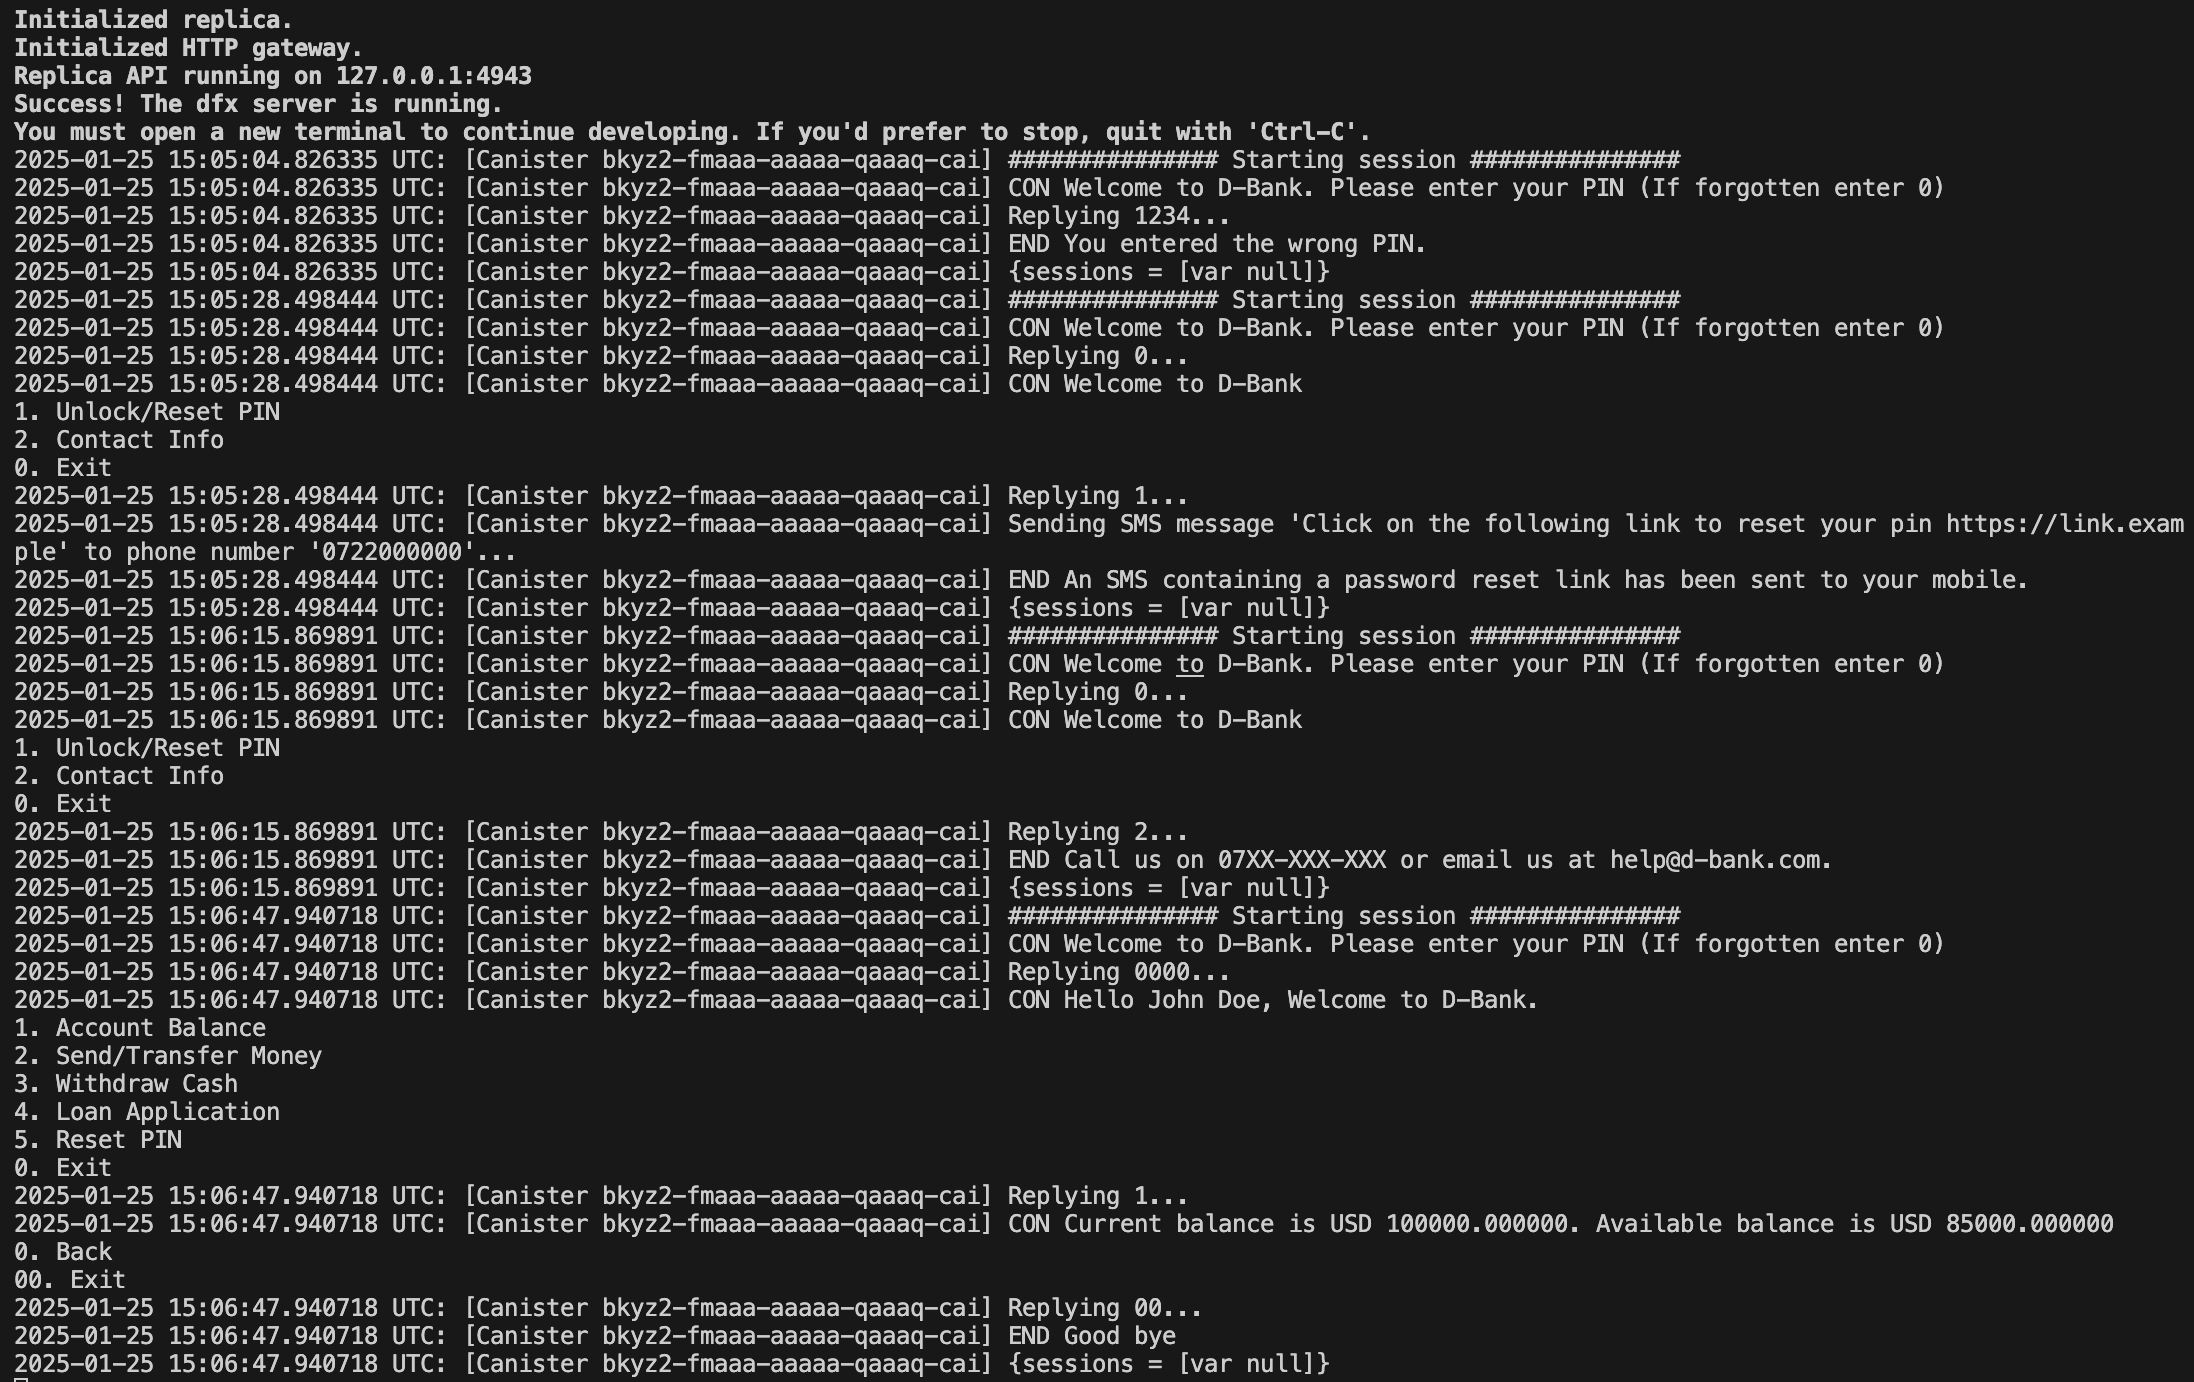 Initialized replica.
Initialized HTTP gateway.
Replica API running on 127.0.0.1:4943
Success! The dfx server is running.
You must open a new terminal to continue developing. If you'd prefer to stop, quit with 'Ctrl-C'.
2025-01-25 15:05:04.826335 UTC: [Canister bkyz2-fmaaa-aaaaa-qaaaq-cai] ############### Starting session ###############
2025-01-25 15:05:04.826335 UTC: [Canister bkyz2-fmaaa-aaaaa-qaaaq-cai] CON Welcome to D-Bank. Please enter your PIN (If forgotten enter 0)
2025-01-25 15:05:04.826335 UTC: [Canister bkyz2-fmaaa-aaaaa-qaaaq-cai] Replying 1234...
2025-01-25 15:05:04.826335 UTC: [Canister bkyz2-fmaaa-aaaaa-qaaaq-cai] END You entered the wrong PIN.
2025-01-25 15:05:04.826335 UTC: [Canister bkyz2-fmaaa-aaaaa-qaaaq-cai] {sessions = [var null]}
2025-01-25 15:05:28.498444 UTC: [Canister bkyz2-fmaaa-aaaaa-qaaaq-cai] ############### Starting session ###############
2025-01-25 15:05:28.498444 UTC: [Canister bkyz2-fmaaa-aaaaa-qaaaq-cai] CON Welcome to D-Bank. Please enter your PIN (If forgotten enter 0)
2025-01-25 15:05:28.498444 UTC: [Canister bkyz2-fmaaa-aaaaa-qaaaq-cai] Replying 0...
2025-01-25 15:05:28.498444 UTC: [Canister bkyz2-fmaaa-aaaaa-qaaaq-cai] CON Welcome to D-Bank
1. Unlock/Reset PIN
2. Contact Info
0. Exit
2025-01-25 15:05:28.498444 UTC: [Canister bkyz2-fmaaa-aaaaa-qaaaq-cai] Replying 1...
2025-01-25 15:05:28.498444 UTC: [Canister bkyz2-fmaaa-aaaaa-qaaaq-cai] Sending SMS message 'Click on the following link to reset your pin https://link.exam
ple' to phone number '0722000000'...
2025-01-25 15:05:28.498444 UTC: [Canister bkyz2-fmaaa-aaaaa-qaaaq-cai] END An SMS containing a password reset link has been sent to your mobile.
2025-01-25 15:05:28.498444 UTC: [Canister bkyz2-fmaaa-aaaaa-qaaaq-cai] {sessions = [var null]}
2025-01-25 15:06:15.869891 UTC: [Canister bkyz2-fmaaa-aaaaa-qaaaq-cai] ############### Starting session ###############
2025-01-25 15:06:15.869891 UTC: [Canister bkyz2-fmaaa-aaaaa-qaaaq-cai] CON Welcome to D-Bank. Please enter your PIN (If forgotten enter 0)
2025-01-25 15:06:15.869891 UTC: [Canister bkyz2-fmaaa-aaaaa-qaaaq-cai] Replying 0...
2025-01-25 15:06:15.869891 UTC: [Canister bkyz2-fmaaa-aaaaa-qaaaq-cai] CON Welcome to D-Bank
1. Unlock/Reset PIN
2. Contact Info
0. Exit
2025-01-25 15:06:15.869891 UTC: [Canister bkyz2-fmaaa-aaaaa-qaaaq-cai] Replying 2...
2025-01-25 15:06:15.869891 UTC: [Canister bkyz2-fmaaa-aaaaa-qaaaq-cai] END Call us on 07XX-XXX-XXX or email us at help@d-bank.com.
2025-01-25 15:06:15.869891 UTC: [Canister bkyz2-fmaaa-aaaaa-qaaaq-cai] {sessions = [var null]}
2025-01-25 15:06:47.940718 UTC: [Canister bkyz2-fmaaa-aaaaa-qaaaq-cai] ############### Starting session ###############
2025-01-25 15:06:47.940718 UTC: [Canister bkyz2-fmaaa-aaaaa-qaaaq-cai] CON Welcome to D-Bank. Please enter your PIN (If forgotten enter 0)
2025-01-25 15:06:47.940718 UTC: [Canister bkyz2-fmaaa-aaaaa-qaaaq-cai] Replying 0000...
2025-01-25 15:06:47.940718 UTC: [Canister bkyz2-fmaaa-aaaaa-qaaaq-cai] CON Hello John Doe, Welcome to D-Bank.
1. Account Balance
2. Send/Transfer Money
3. Withdraw Cash
4. Loan Application
5. Reset PIN
0. Exit
2025-01-25 15:06:47.940718 UTC: [Canister bkyz2-fmaaa-aaaaa-qaaaq-cai] Replying 1...
2025-01-25 15:06:47.940718 UTC: [Canister bkyz2-fmaaa-aaaaa-qaaaq-cai] CON Current balance is USD 100000.000000. Available balance is USD 85000.000000
0. Back
00. Exit
2025-01-25 15:06:47.940718 UTC: [Canister bkyz2-fmaaa-aaaaa-qaaaq-cai] Replying 00...
2025-01-25 15:06:47.940718 UTC: [Canister bkyz2-fmaaa-aaaaa-qaaaq-cai] END Good bye
2025-01-25 15:06:47.940718 UTC: [Canister bkyz2-fmaaa-aaaaa-qaaaq-cai] {sessions = [var null]}